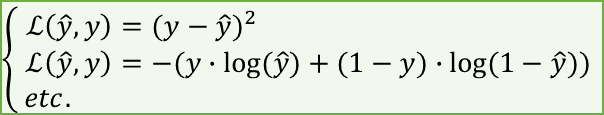 ℒ(ŷ, y) = (y − ŷ)²
ℒ(ŷ, y) = −(y · log(ŷ) + (1 − y) · log(1 − ŷ))
etc.